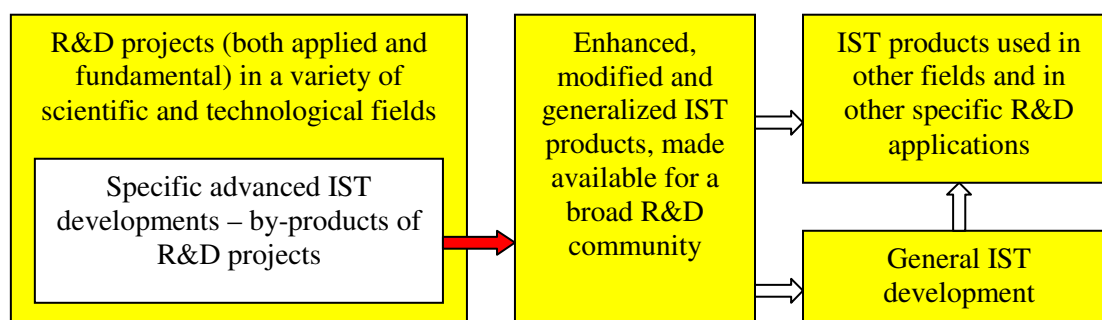 R&D projects (both applied and
fundamental) in a variety of
scientific and technological fields
Specific advanced IST
developments – by-products of
R&D projects
Enhanced,
modified and
generalized IST
products, made
available for a
broad R&D
community
IST products used in
other fields and in
other specific R&D
applications
General IST
development